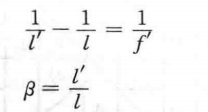 1/l′ − 1/l = 1/f′
β = l′/l